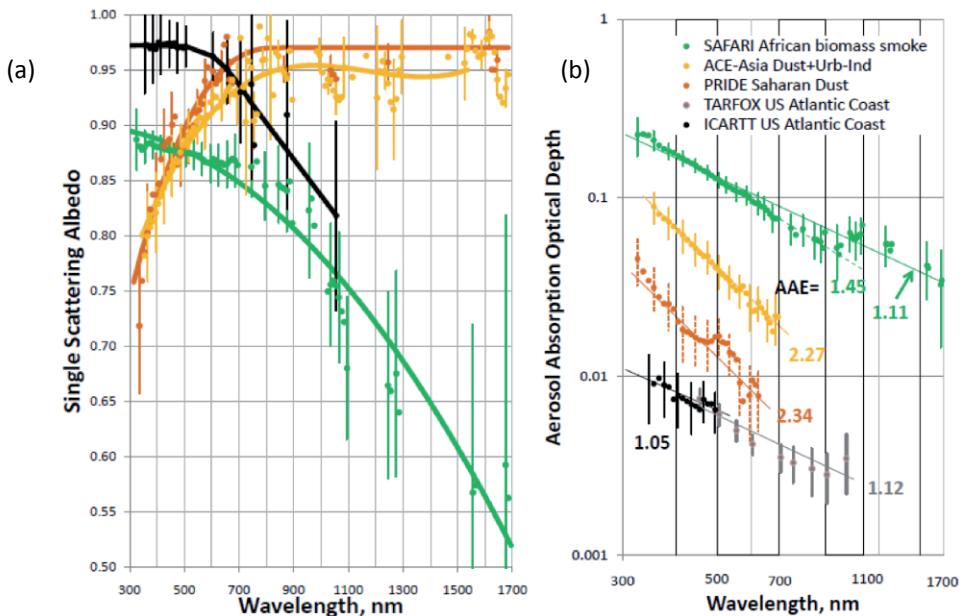 (a)
1.00
0.95
0.90
0.85
0.80
0.75
0.70
0.65
0.60
0.55
0.50
Single Scattering Albedo
300 500 700 900 1100 1300 1500 1700
Wavelength, nm
(b)
1
0.1
0.01
0.001
Aerosol Absorption Optical Depth
SAFARI African biomass smoke
ACE-Asia Dust+Urb-Ind
PRIDE Saharan Dust
TARFOX US Atlantic Coast
ICARTT US Atlantic Coast
AAE= 1.45
1.11
2.27
2.34
1.05
1.12
300 500 700 1100 1700
Wavelength, nm